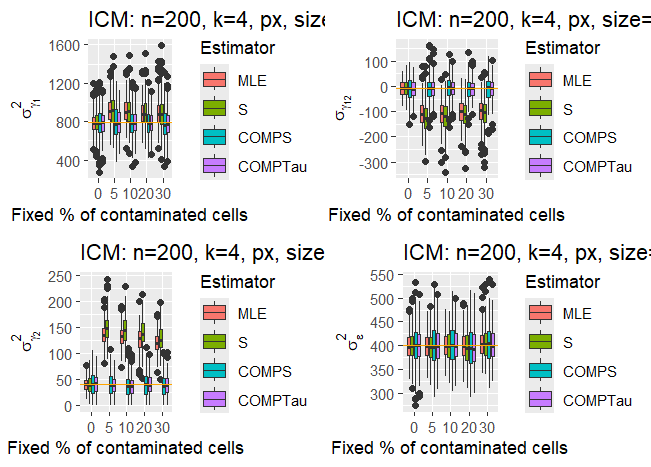 ICM: n=200, k=4, px, size
ICM: n=200, k=4, px, size=
σ²γ₁
1600
1200
800
400
0 5 10 20 30
Fixed % of contaminated cells
Estimator
MLE
S
COMPS
COMPTau
σγ₁₂
100
0
-100
-200
-300
0 5 10 20 30
Fixed % of contaminated cells
Estimator
MLE
S
COMPS
COMPTau
ICM: n=200, k=4, px, size
ICM: n=200, k=4, px, size=
σ²γ₂
250
200
150
100
50
0
0 5 10 20 30
Fixed % of contaminated cells
Estimator
MLE
S
COMPS
COMPTau
σ²ε
550
500
450
400
350
300
0 5 10 20 30
Fixed % of contaminated cells
Estimator
MLE
S
COMPS
COMPTau